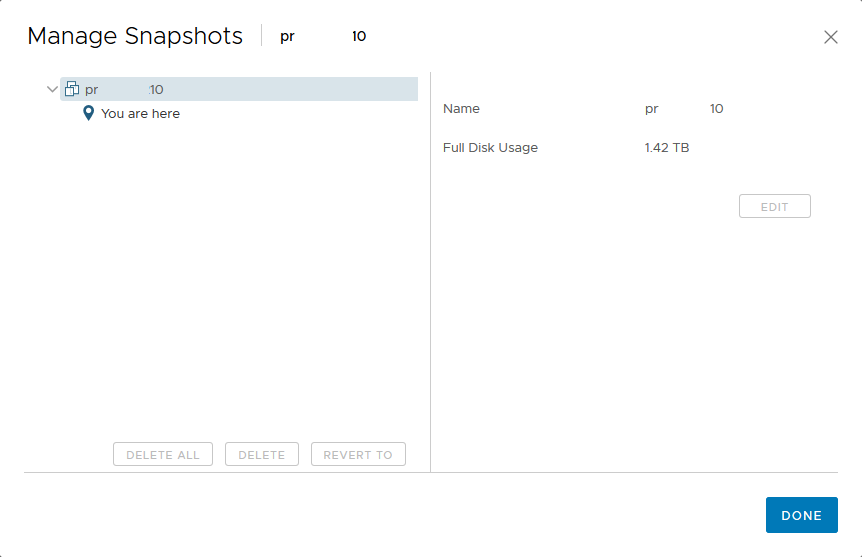 Manage Snapshots pr 10
pr 10
You are here
Name pr 10
Full Disk Usage 1.42 TB
EDIT
DELETE ALL DELETE REVERT TO
DONE